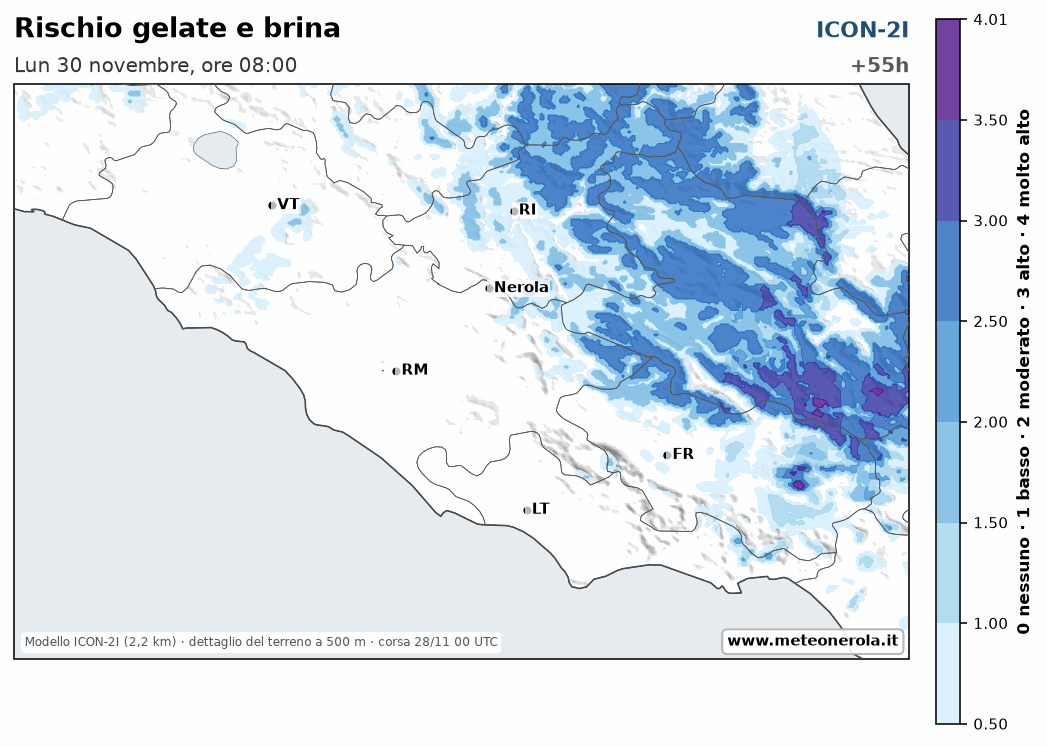 Rischio gelate e brina
ICON-2I
Lun 30 novembre, ore 08:00
+55h
VT
RI
Nerola
RM
FR
LT
Modello ICON-2I (2,2 km) · dettaglio del terreno a 500 m · corsa 28/11 00 UTC
www.meteonerola.it
4.01
3.50
3.00
2.50
2.00
1.50
1.00
0.50
0 nessuno · 1 basso · 2 moderato · 3 alto · 4 molto alto